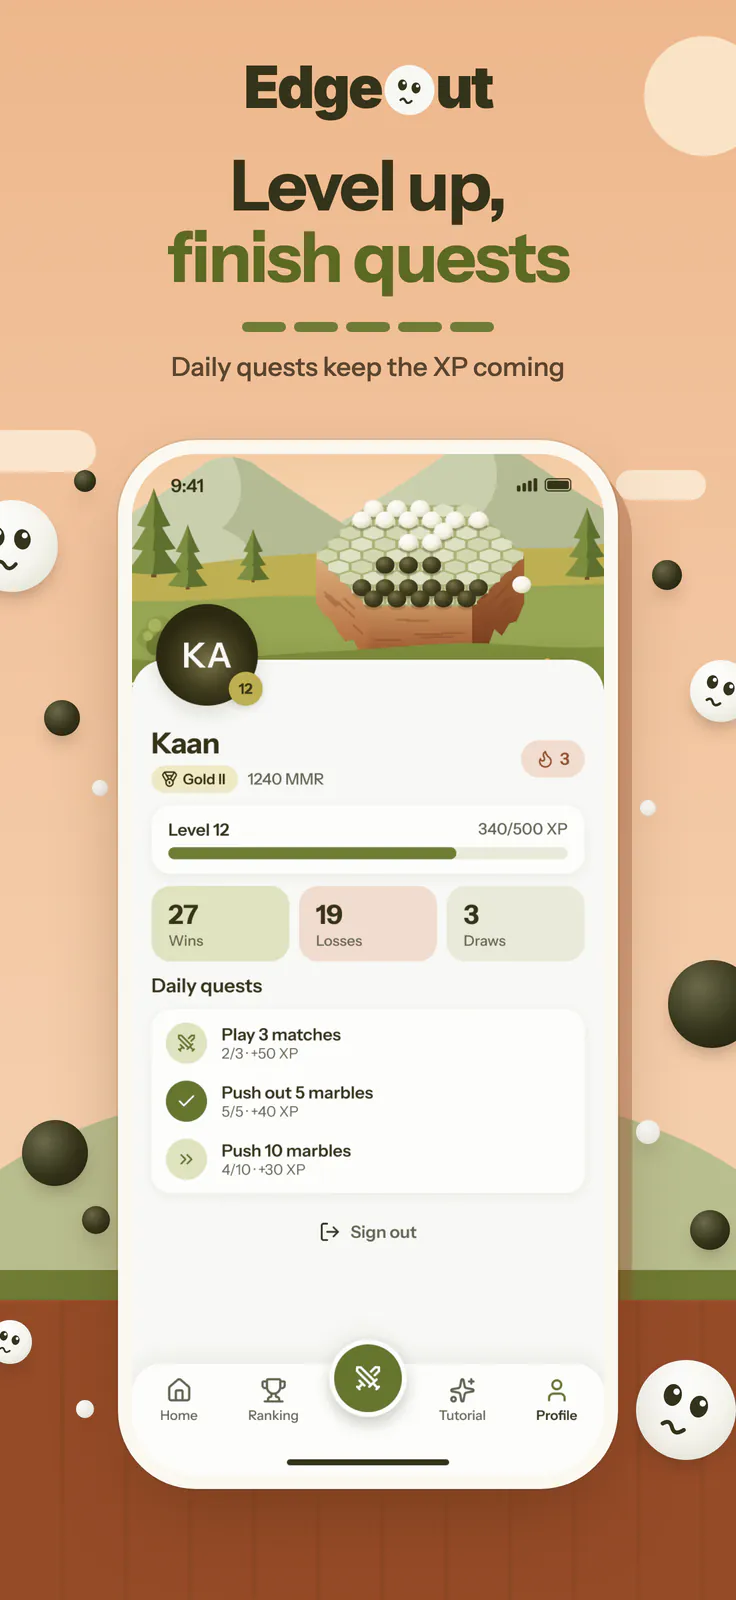 Edgeout
Level up,
finish quests
Daily quests keep the XP coming
9:41
KA
12
Kaan
Gold II
1240 MMR
3
Level 12
340/500 XP
27
Wins
19
Losses
3
Draws
Daily quests
Play 3 matches
2/3 · +50 XP
Push out 5 marbles
5/5 · +40 XP
Push 10 marbles
4/10 · +30 XP
Sign out
Home
Ranking
Tutorial
Profile